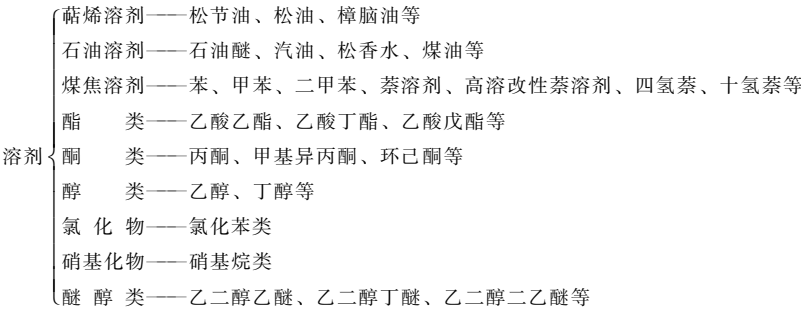 萜烯溶剂——松节油、松油、樟脑油等
石油溶剂——石油醚、汽油、松香水、煤油等
煤焦溶剂——苯、甲苯、二甲苯、萘溶剂、高溶改性萘溶剂、四氢萘、十氢萘等
酯 类——乙酸乙酯、乙酸丁酯、乙酸戊酯等
溶剂 酮 类——丙酮、甲基异丙酮、环己酮等
醇 类——乙醇、丁醇等
氯 化 物——氯化苯类
硝基化物——硝基烷类
醚 醇 类——乙二醇乙醚、乙二醇丁醚、乙二醇二乙醚等